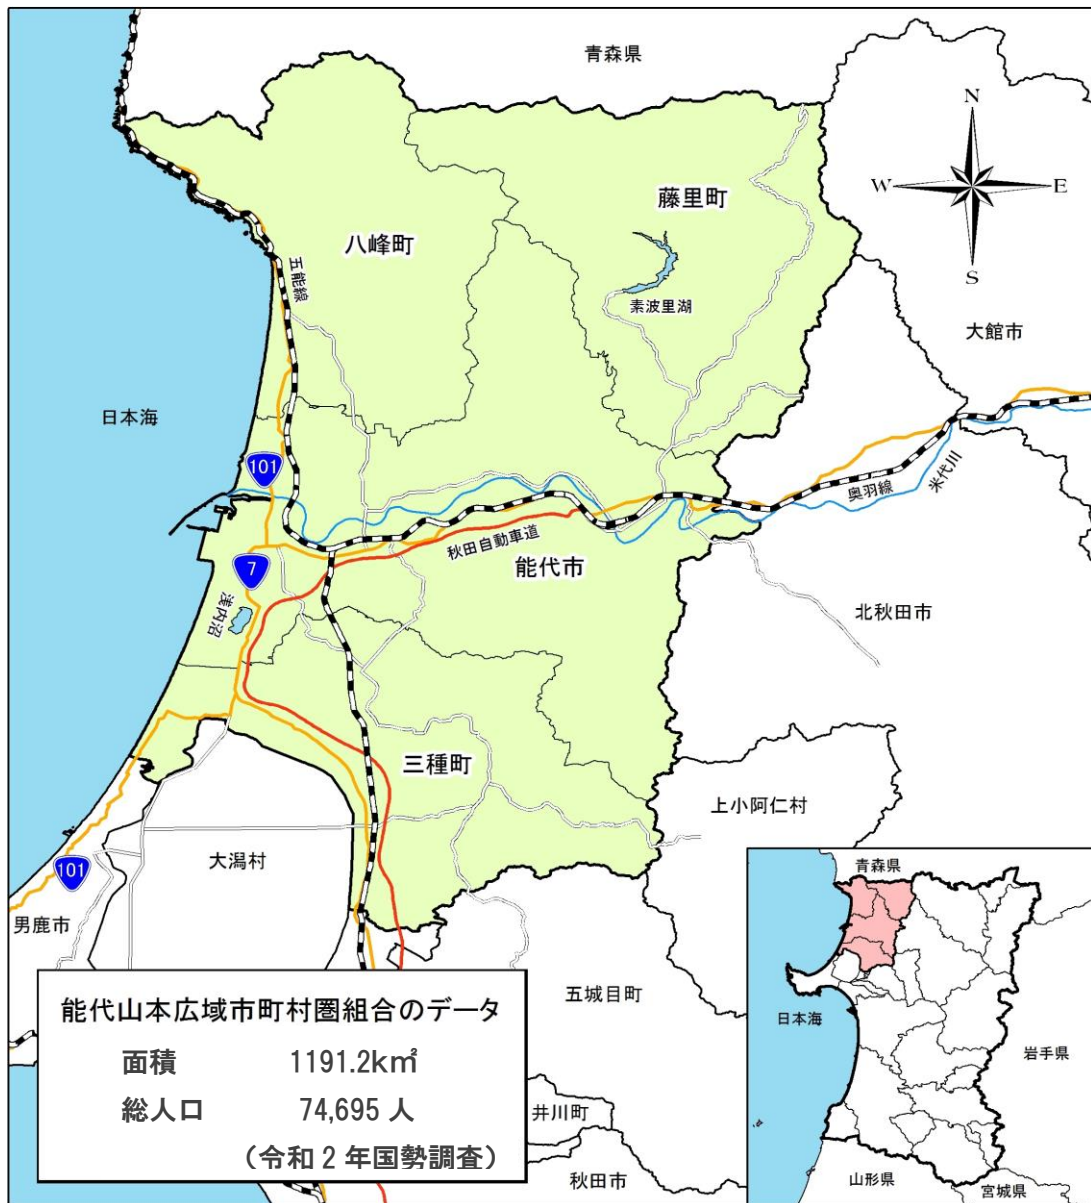 青森県
N
W
E
S
藤里町
八峰町
五能線
素波里湖
大館市
日本海
101
米代川
奥羽線
秋田自動車道
能代市
7
浅内沼
北秋田市
三種町
上小阿仁村
大潟村
101
男鹿市
五城目町
井川町
秋田市
能代山本広域市町村圏組合のデータ
面積 1191.2k㎡
総人口 74,695 人
（令和2年国勢調査）
青森県
日本海
岩手県
山形県
宮城県